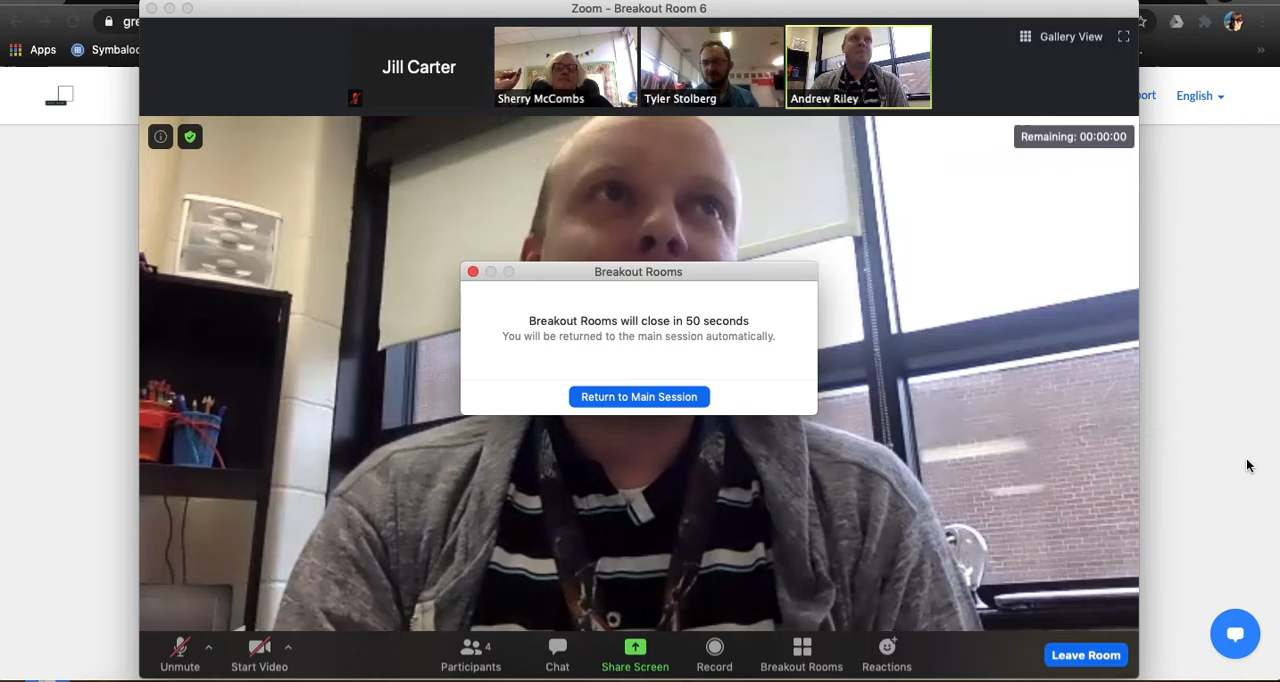 Zoom - Breakout Room 6
gre
Apps
Symbaloo
Jill Carter
Sherry McCombs
Tyler Stolberg
Andrew Riley
Gallery View
Remaining: 00:00:00
ort
English
Breakout Rooms
Breakout Rooms will close in 50 seconds
You will be returned to the main session automatically.
Return to Main Session
Unmute
Start Video
4
Participants
Chat
Share Screen
Record
Breakout Rooms
Reactions
Leave Room